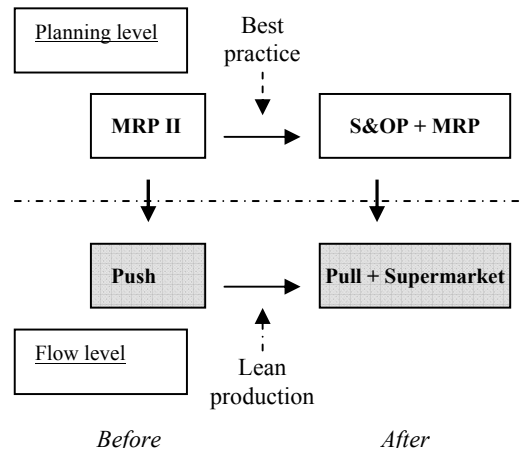 Planning level
Best
practice
MRP II
S&OP + MRP
Push
Pull + Supermarket
Flow level
Lean
production
Before
After